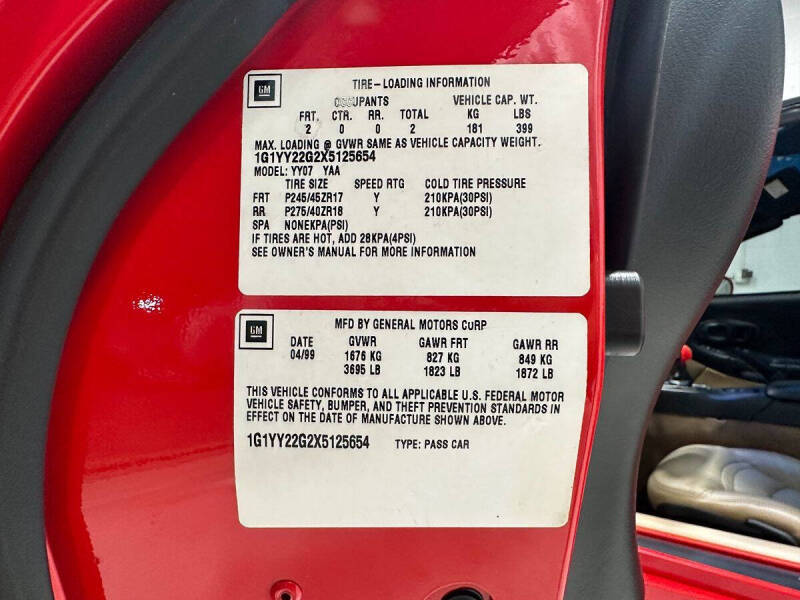 GM
TIRE–LOADING INFORMATION
OCCUPANTS VEHICLE CAP. WT.
FRT. CTR. RR. TOTAL KG LBS
2 0 0 2 181 399
MAX. LOADING @ GVWR SAME AS VEHICLE CAPACITY WEIGHT.
1G1YY22G2X5125654
MODEL: YY07 YAA
TIRE SIZE SPEED RTG COLD TIRE PRESSURE
FRT P245/45ZR17 Y 210KPA(30PSI)
RR P275/40ZR18 Y 210KPA(30PSI)
SPA NONEKPA(PSI)
IF TIRES ARE HOT, ADD 28KPA(4PSI)
SEE OWNER'S MANUAL FOR MORE INFORMATION
GM
MFD BY GENERAL MOTORS CORP
DATE GVWR GAWR FRT GAWR RR
04/99 1676 KG 827 KG 849 KG
3695 LB 1823 LB 1872 LB
THIS VEHICLE CONFORMS TO ALL APPLICABLE U.S. FEDERAL MOTOR
VEHICLE SAFETY, BUMPER, AND THEFT PREVENTION STANDARDS IN
EFFECT ON THE DATE OF MANUFACTURE SHOWN ABOVE.
1G1YY22G2X5125654 TYPE: PASS CAR